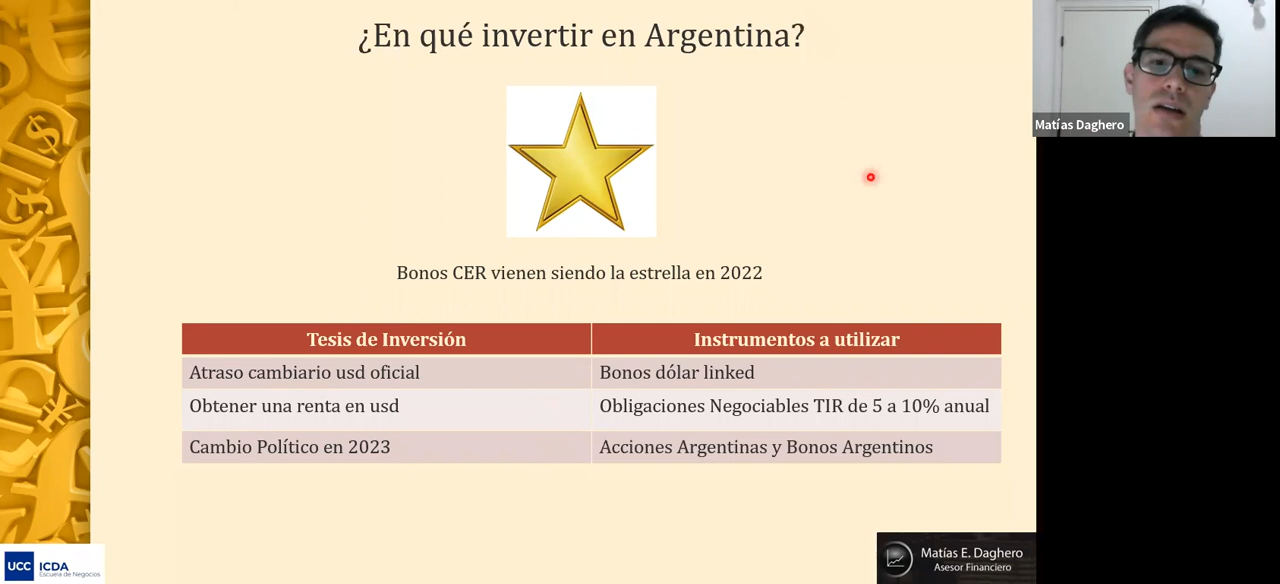 ¿En qué invertir en Argentina?
Matías Daghero
Bonos CER vienen siendo la estrella en 2022
Tesis de Inversión
Instrumentos a utilizar
Atraso cambiario usd oficial
Bonos dólar linked
Obtener una renta en usd
Obligaciones Negociables TIR de 5 a 10% anual
Cambio Político en 2023
Acciones Argentinas y Bonos Argentinos
UCC
ICDA
Escuela de Negocios
Matías E. Daghero
Asesor Financiero